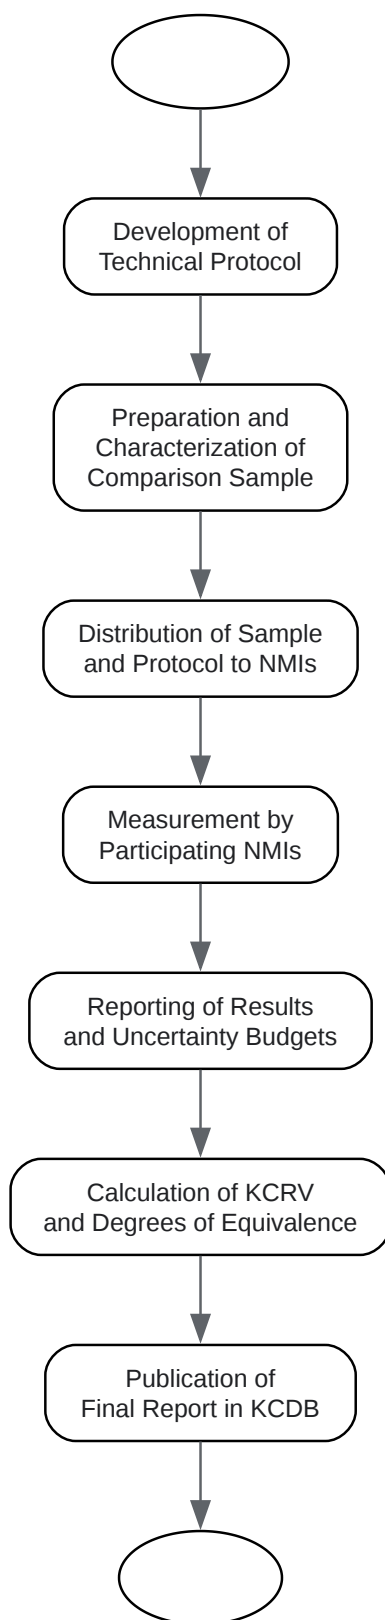 Development of
Technical Protocol
Preparation and
Characterization of
Comparison Sample
Distribution of Sample
and Protocol to NMIs
Measurement by
Participating NMIs
Reporting of Results
and Uncertainty Budgets
Calculation of KCRV
and Degrees of Equivalence
Publication of
Final Report in KCDB